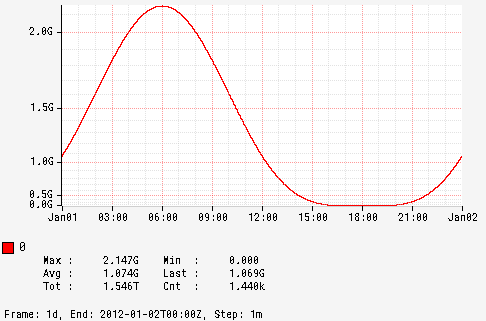 2.0G
1.5G
1.0G
0.5G
0.0G
Jan01 03:00 06:00 09:00 12:00 15:00 18:00 21:00 Jan02
0
Max : 2.147G Min : 0.000
Avg : 1.074G Last : 1.069G
Tot : 1.546T Cnt : 1.440k
Frame: 1d, End: 2012-01-02T00:00Z, Step: 1m